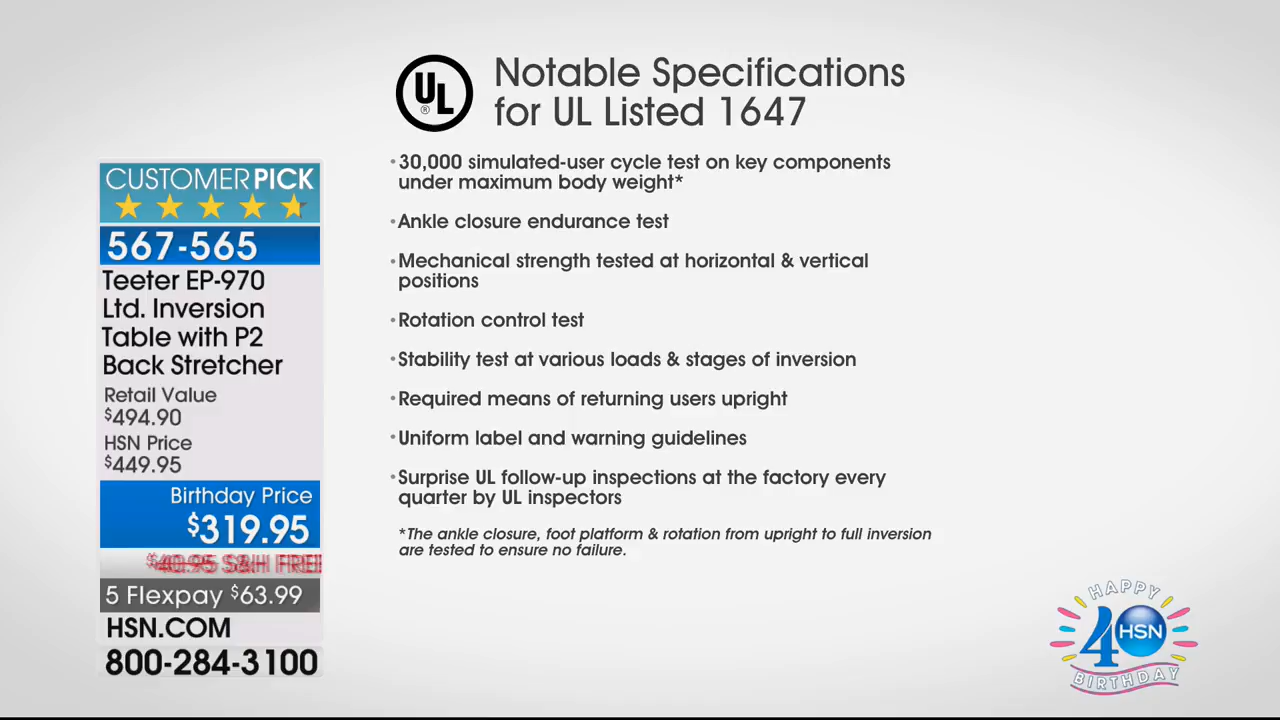 UL
®
Notable Specifications
for UL Listed 1647
•30,000 simulated-user cycle test on key components
under maximum body weight*
•Ankle closure endurance test
•Mechanical strength tested at horizontal & vertical
positions
•Rotation control test
•Stability test at various loads & stages of inversion
•Required means of returning users upright
•Uniform label and warning guidelines
•Surprise UL follow-up inspections at the factory every
quarter by UL inspectors
*The ankle closure, foot platform & rotation from upright to full inversion
are tested to ensure no failure.
CUSTOMER PICK
567-565
Teeter EP-970
Ltd. Inversion
Table with P2
Back Stretcher
Retail Value
$494.90
HSN Price
$449.95
Birthday Price
$319.95
$40.95 S&H
5 Flexpay $63.99
HSN.COM
800-284-3100
HAPPY
40 HSN
BIRTHDAY